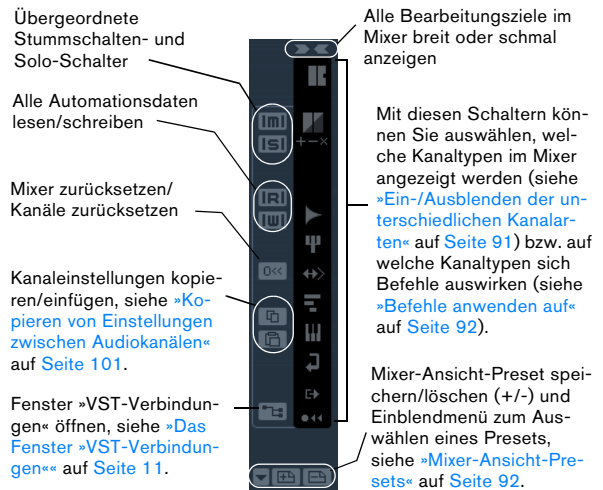 Übergeordnete
Stummschalten- und
Solo-Schalter
Alle Automationsdaten
lesen/schreiben
Mixer zurücksetzen/
Kanäle zurücksetzen
Kanaleinstellungen kopie-
ren/einfügen, siehe »Ko-
pieren von Einstellungen
zwischen Audiokanälen«
auf Seite 101.
Fenster »VST-Verbindun-
gen« öffnen, siehe »Das
Fenster »VST-Verbindun-
gen«« auf Seite 11.
m
S
+−×
R
W
0<<
Alle Bearbeitungsziele im
Mixer breit oder schmal
anzeigen
Mit diesen Schaltern kön-
nen Sie auswählen, wel-
che Kanaltypen im Mixer
angezeigt werden (siehe
»Ein-/Ausblenden der un-
terschiedlichen Kanalar-
ten« auf Seite 91) bzw. auf
welche Kanaltypen sich
Befehle auswirken (siehe
»Befehle anwenden auf«
auf Seite 92).
Mixer-Ansicht-Preset spei-
chern/löschen (+/-) und
Einblendmenü zum Aus-
wählen eines Presets,
siehe »Mixer-Ansicht-Pre-
sets« auf Seite 92.